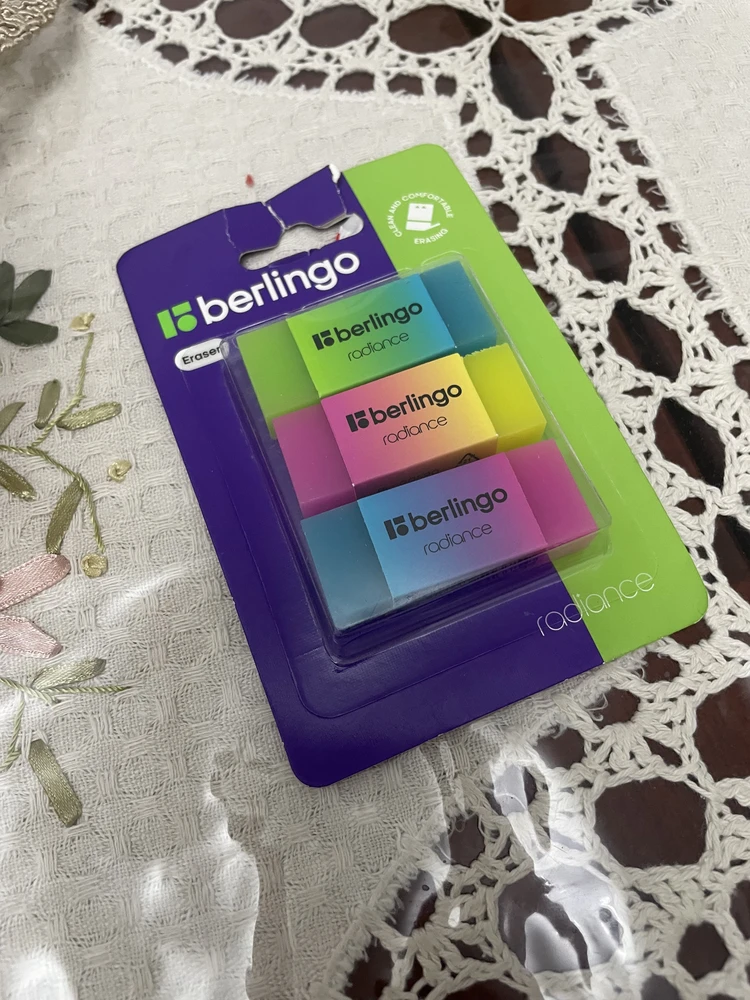 CLEAN AND COMFORTABLE
ERASING
berlingo
Eraser
berlingo
radiance
berlingo
radiance
berlingo
radiance
radiance